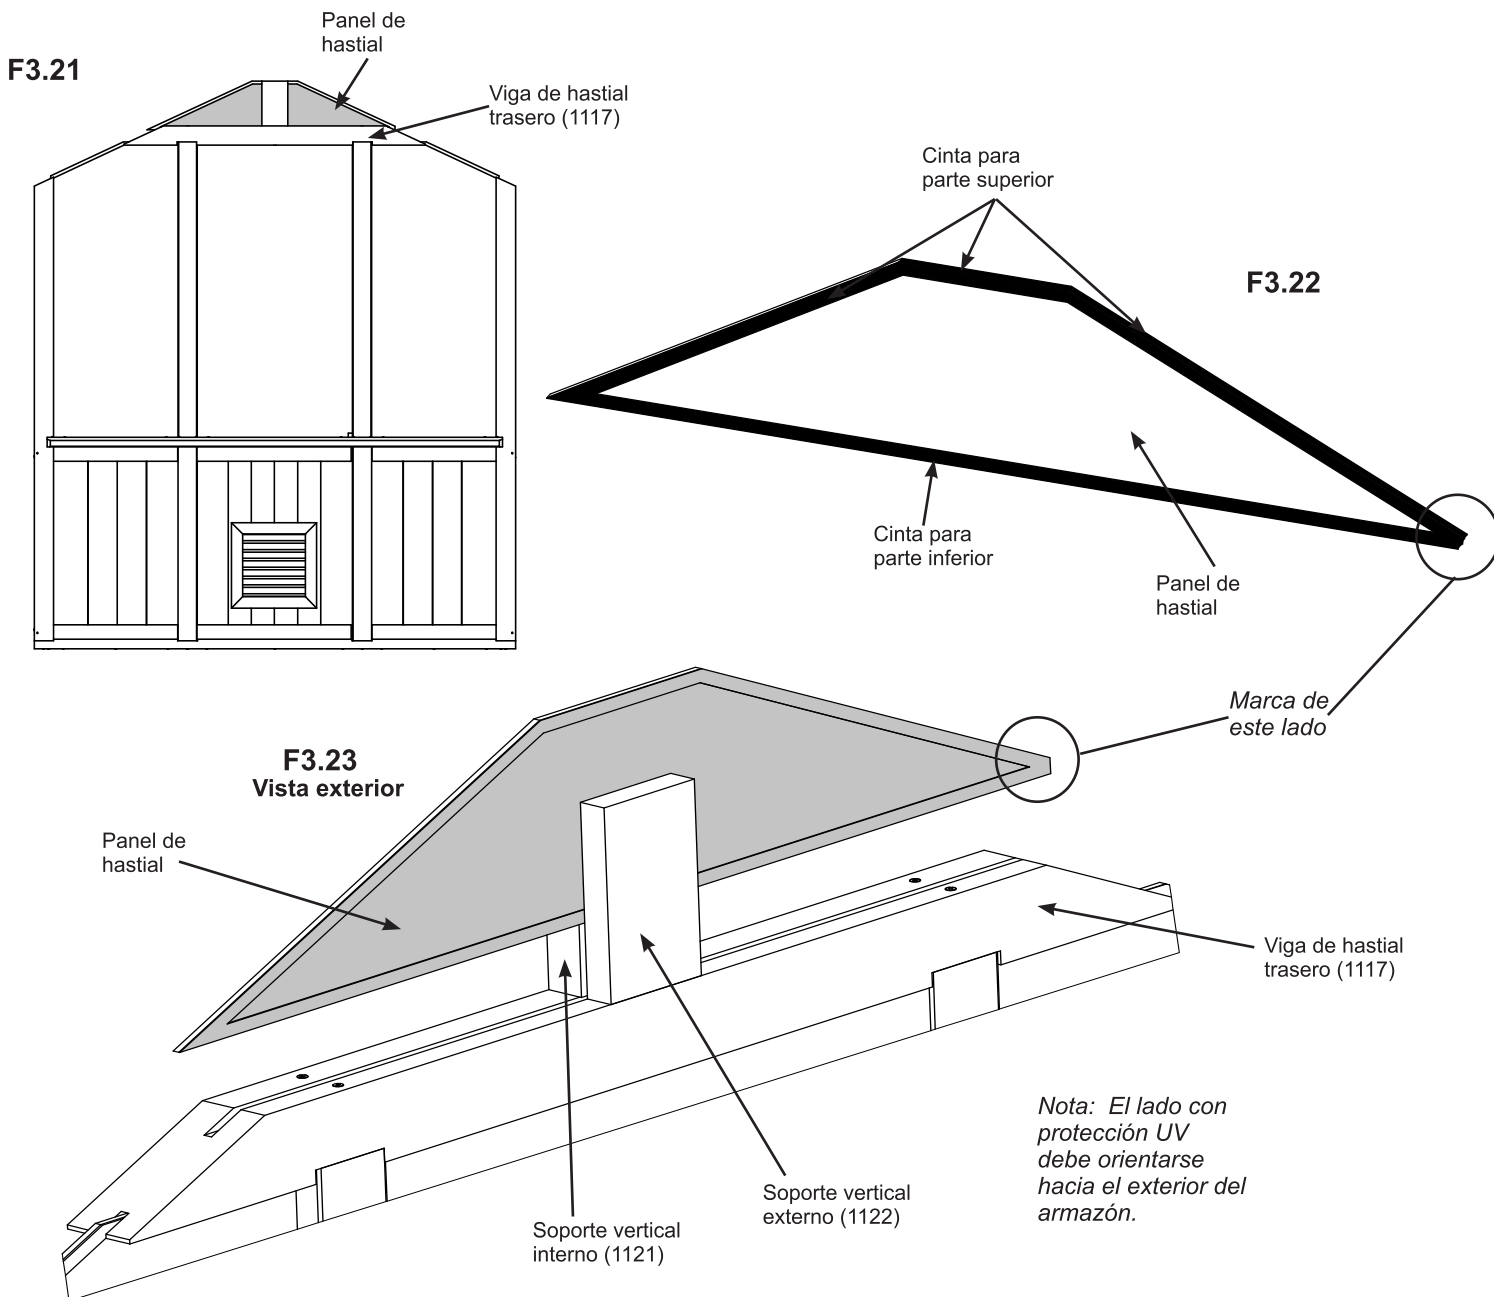 Panel de
hastial
F3.21
Viga de hastial
trasero (1117)
Cinta para
parte superior
F3.22
Cinta para
parte inferior
Panel de
hastial
Marca de
este lado
F3.23
Vista exterior
Panel de
hastial
Viga de hastial
trasero (1117)
Nota: El lado con
protección UV
debe orientarse
hacia el exterior del
armazón.
Soporte vertical
externo (1122)
Soporte vertical
interno (1121)